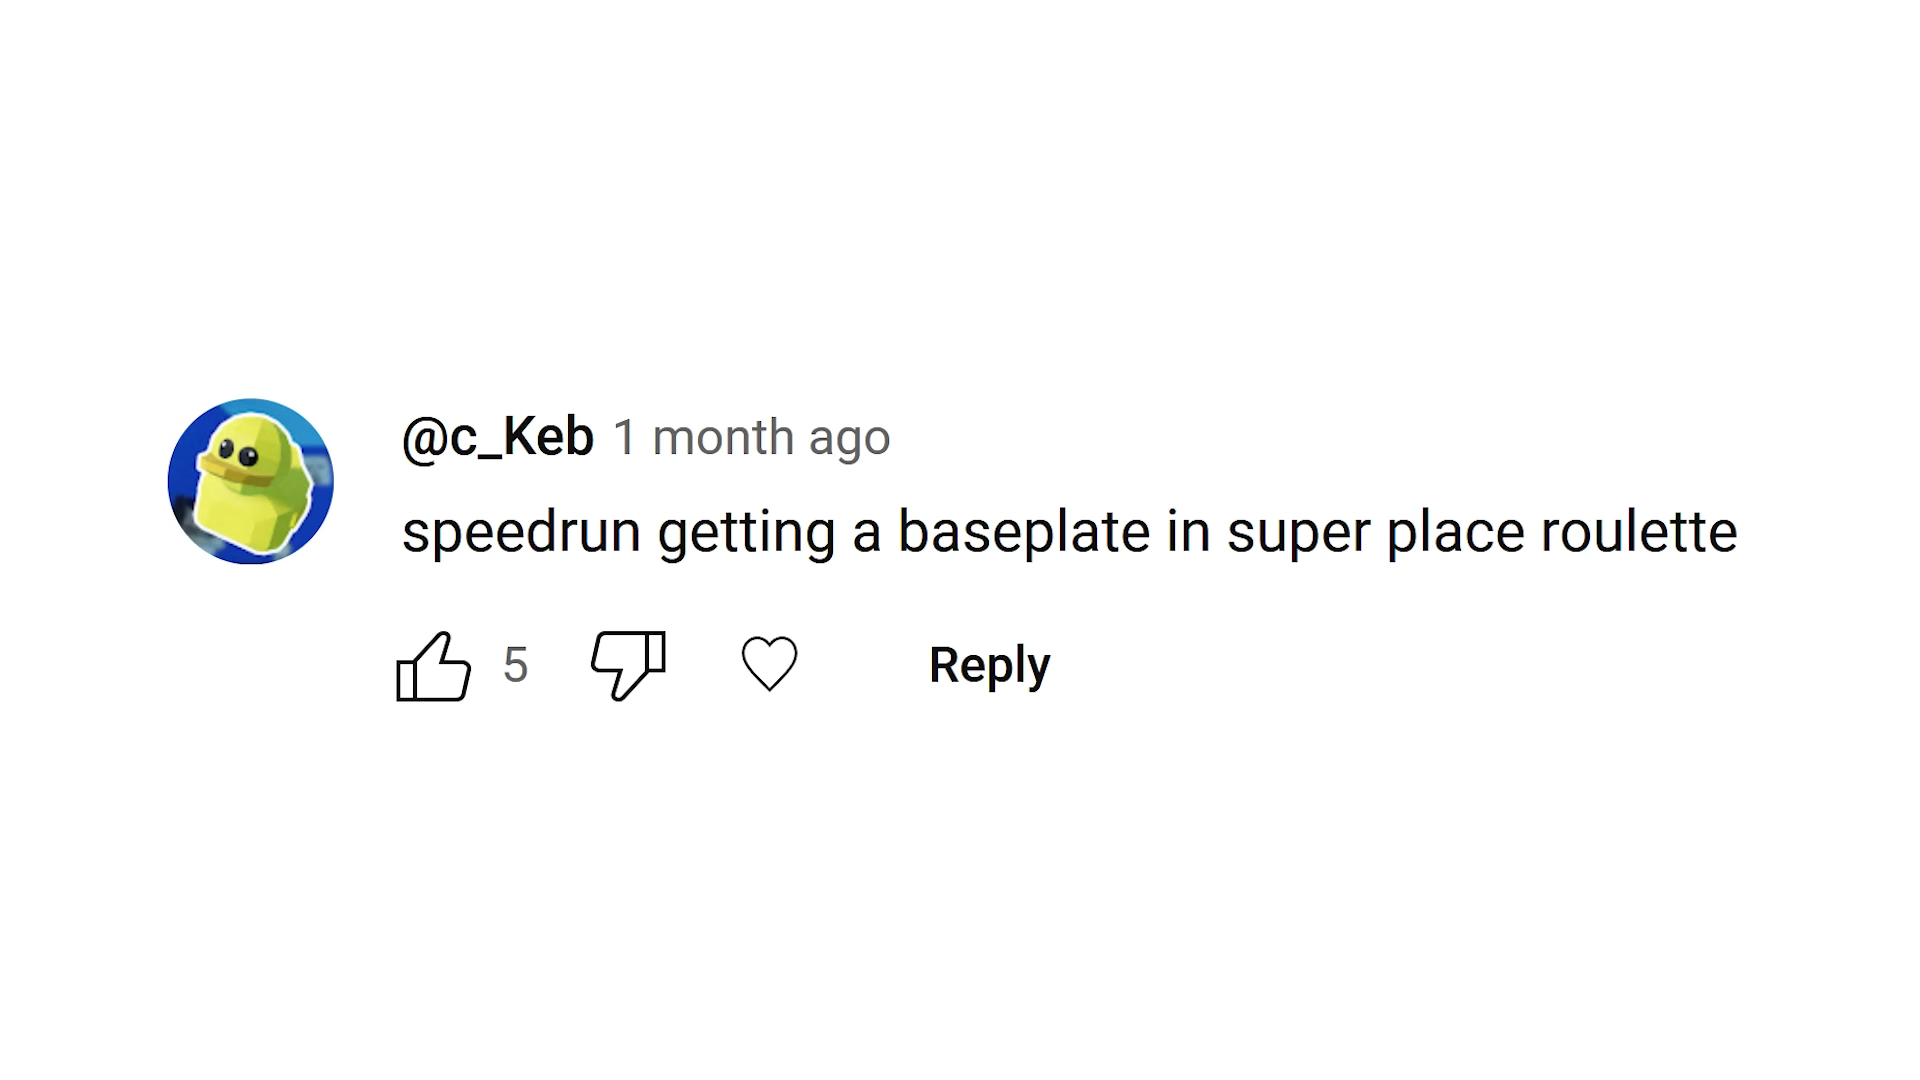 @c_Keb 1 month ago
speedrun getting a baseplate in super place roulette
5 Reply